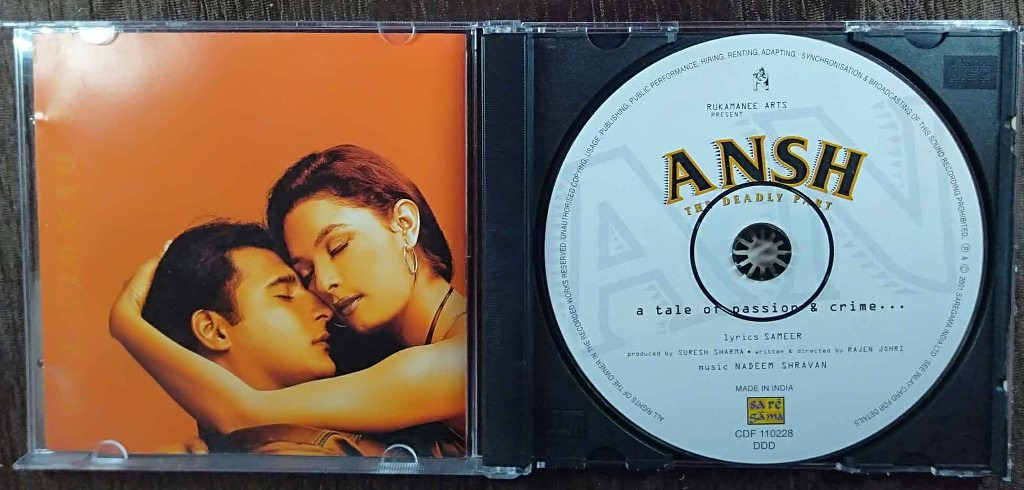 ALL RIGHTS OF THE OWNER IN THE RECORDED WORKS RESERVED. UNAUTHORISED COPYING, USAGE, PUBLISHING, PUBLIC PERFORMANCE, HIRING, RENTING, ADAPTING, SYNCHRONISATION & BROADCASTING OF THIS SOUND RECORDING PROHIBITED. ℗ & © 2001 SAREGAMA INDIA LTD. SEE INLAY CARD FOR DETAILS
RUKAMANEE ARTS
PRESENT
ANSH
THE DEADLY PART
a tale of passion & crime...
lyrics SAMEER
produced by SURESH SHARMA • written & directed by RAJEN JOHRI
music NADEEM SHRAVAN
MADE IN INDIA
sa rē
gā ma
CDF 110228
DDD